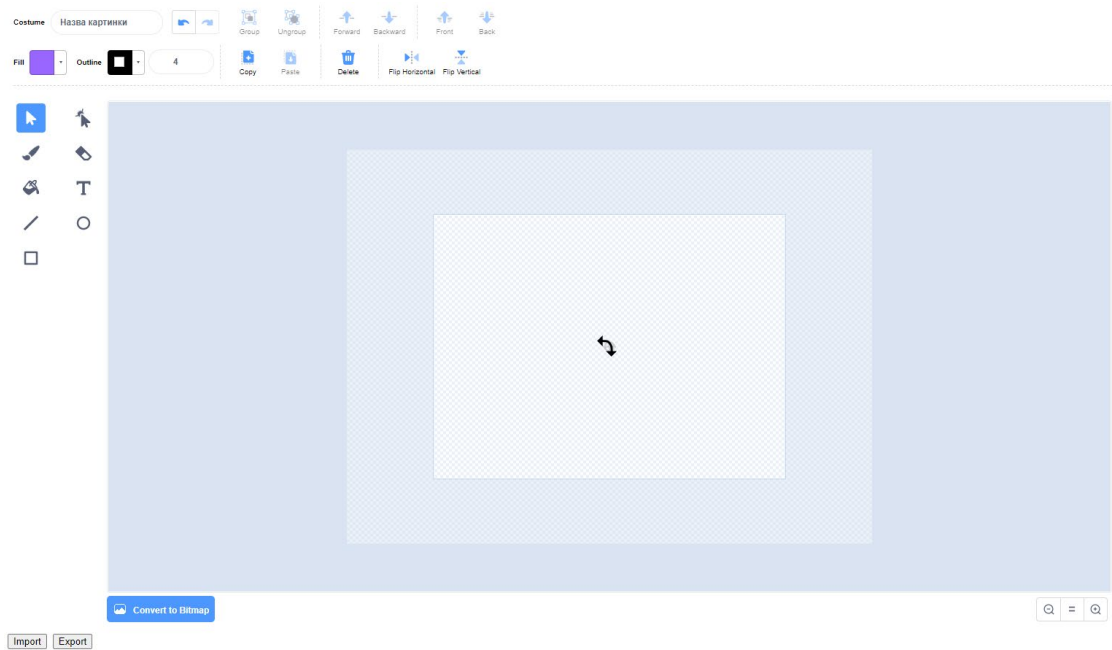 Costume Назва картинки
Group Ungroup Forward Backward Front Back
Fill Outline 4
Copy Paste Delete Flip Horizontal Flip Vertical
T
Convert to Bitmap
=
Import Export